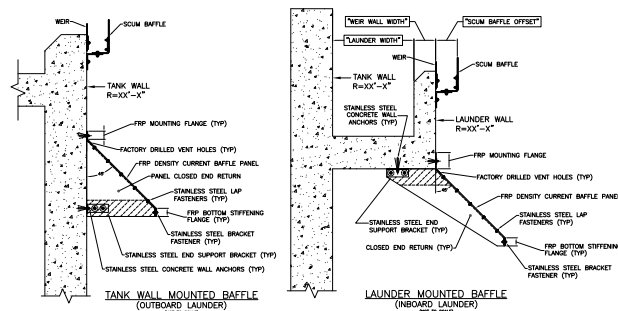 WEIR
SCUM BAFFLE
TANK WALL
R=XX'-X"
FRP MOUNTING FLANGE (TYP)
FACTORY DRILLED VENT HOLES (TYP)
FRP DENSITY CURRENT BAFFLE PANEL
PANEL CLOSED END RETURN
STAINLESS STEEL LAP
FASTENERS (TYP)
45°
FRP BOTTOM STIFFENING
FLANGE (TYP)
STAINLESS STEEL BRACKET
FASTENER (TYP)
STAINLESS STEEL END SUPPORT BRACKET (TYP)
STAINLESS STEEL CONCRETE WALL ANCHORS (TYP)
TANK WALL MOUNTED BAFFLE
(OUTBOARD LAUNDER)
"WEIR WALL WIDTH"
"SCUM BAFFLE OFFSET"
"LAUNDER WIDTH"
WEIR
SCUM BAFFLE
TANK WALL
R=XX'-X"
STAINLESS STEEL
CONCRETE WALL
ANCHORS (TYP)
LAUNDER WALL
R=XX'-X"
FRP MOUNTING FLANGE
FACTORY DRILLED VENT HOLES (TYP)
45°
FRP DENSITY CURRENT BAFFLE PANEL
STAINLESS STEEL LAP
FASTENERS (TYP)
STAINLESS STEEL END
SUPPORT BRACKET (TYP)
CLOSED END RETURN (TYP)
FRP BOTTOM STIFFENING
FLANGE (TYP)
STAINLESS STEEL BRACKET
FASTENER (TYP)
LAUNDER MOUNTED BAFFLE
(INBOARD LAUNDER)